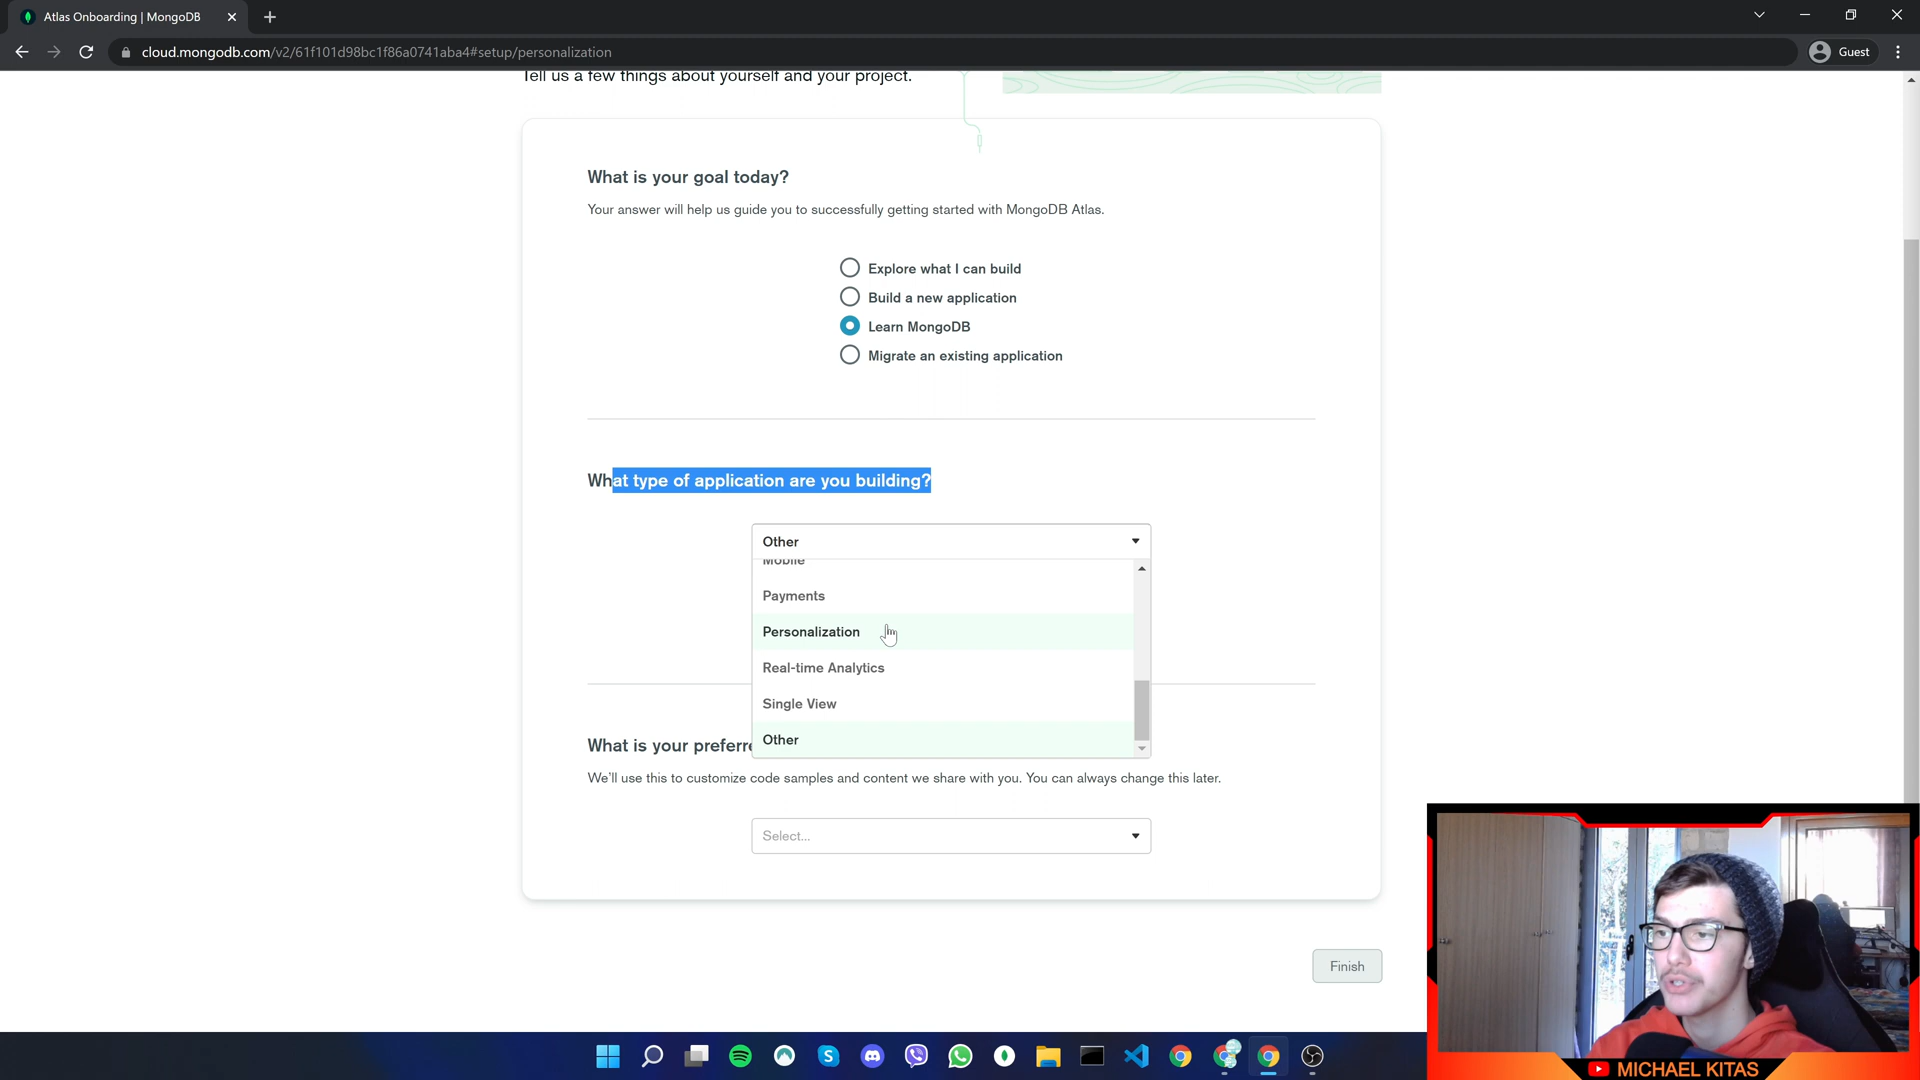 Atlas Onboarding | MongoDB
cloud.mongodb.com/v2/61f101d98bc1f86a0741aba4#setup/personalization
Guest
Tell us a few things about yourself and your project.
What is your goal today?
Your answer will help us guide you to successfully getting started with MongoDB Atlas.
Explore what I can build
Build a new application
Learn MongoDB
Migrate an existing application
What type of application are you building?
Other
Mobile
Payments
Personalization
Real-time Analytics
Single View
Other
What is your preferre
We'll use this to customize code samples and content we share with you. You can always change this later.
Select...
Finish
MICHAEL KITAS